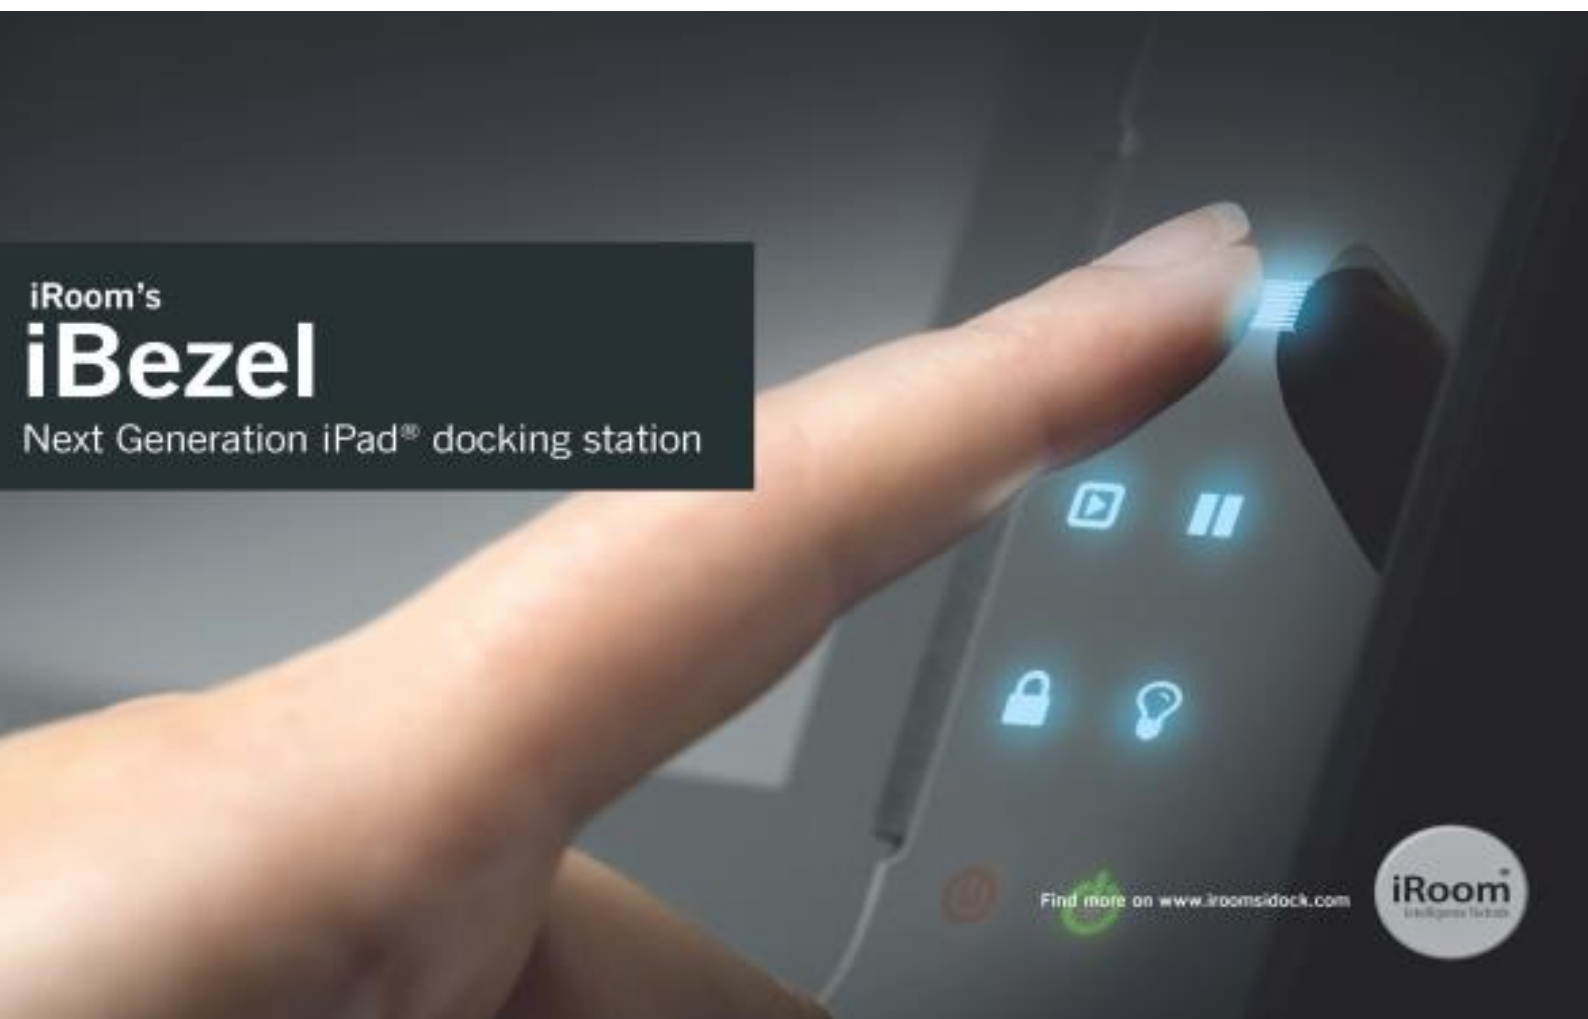 iRoom's
iBezel
Next Generation iPad® docking station
Find more on www.iroomsidock.com
iRoom